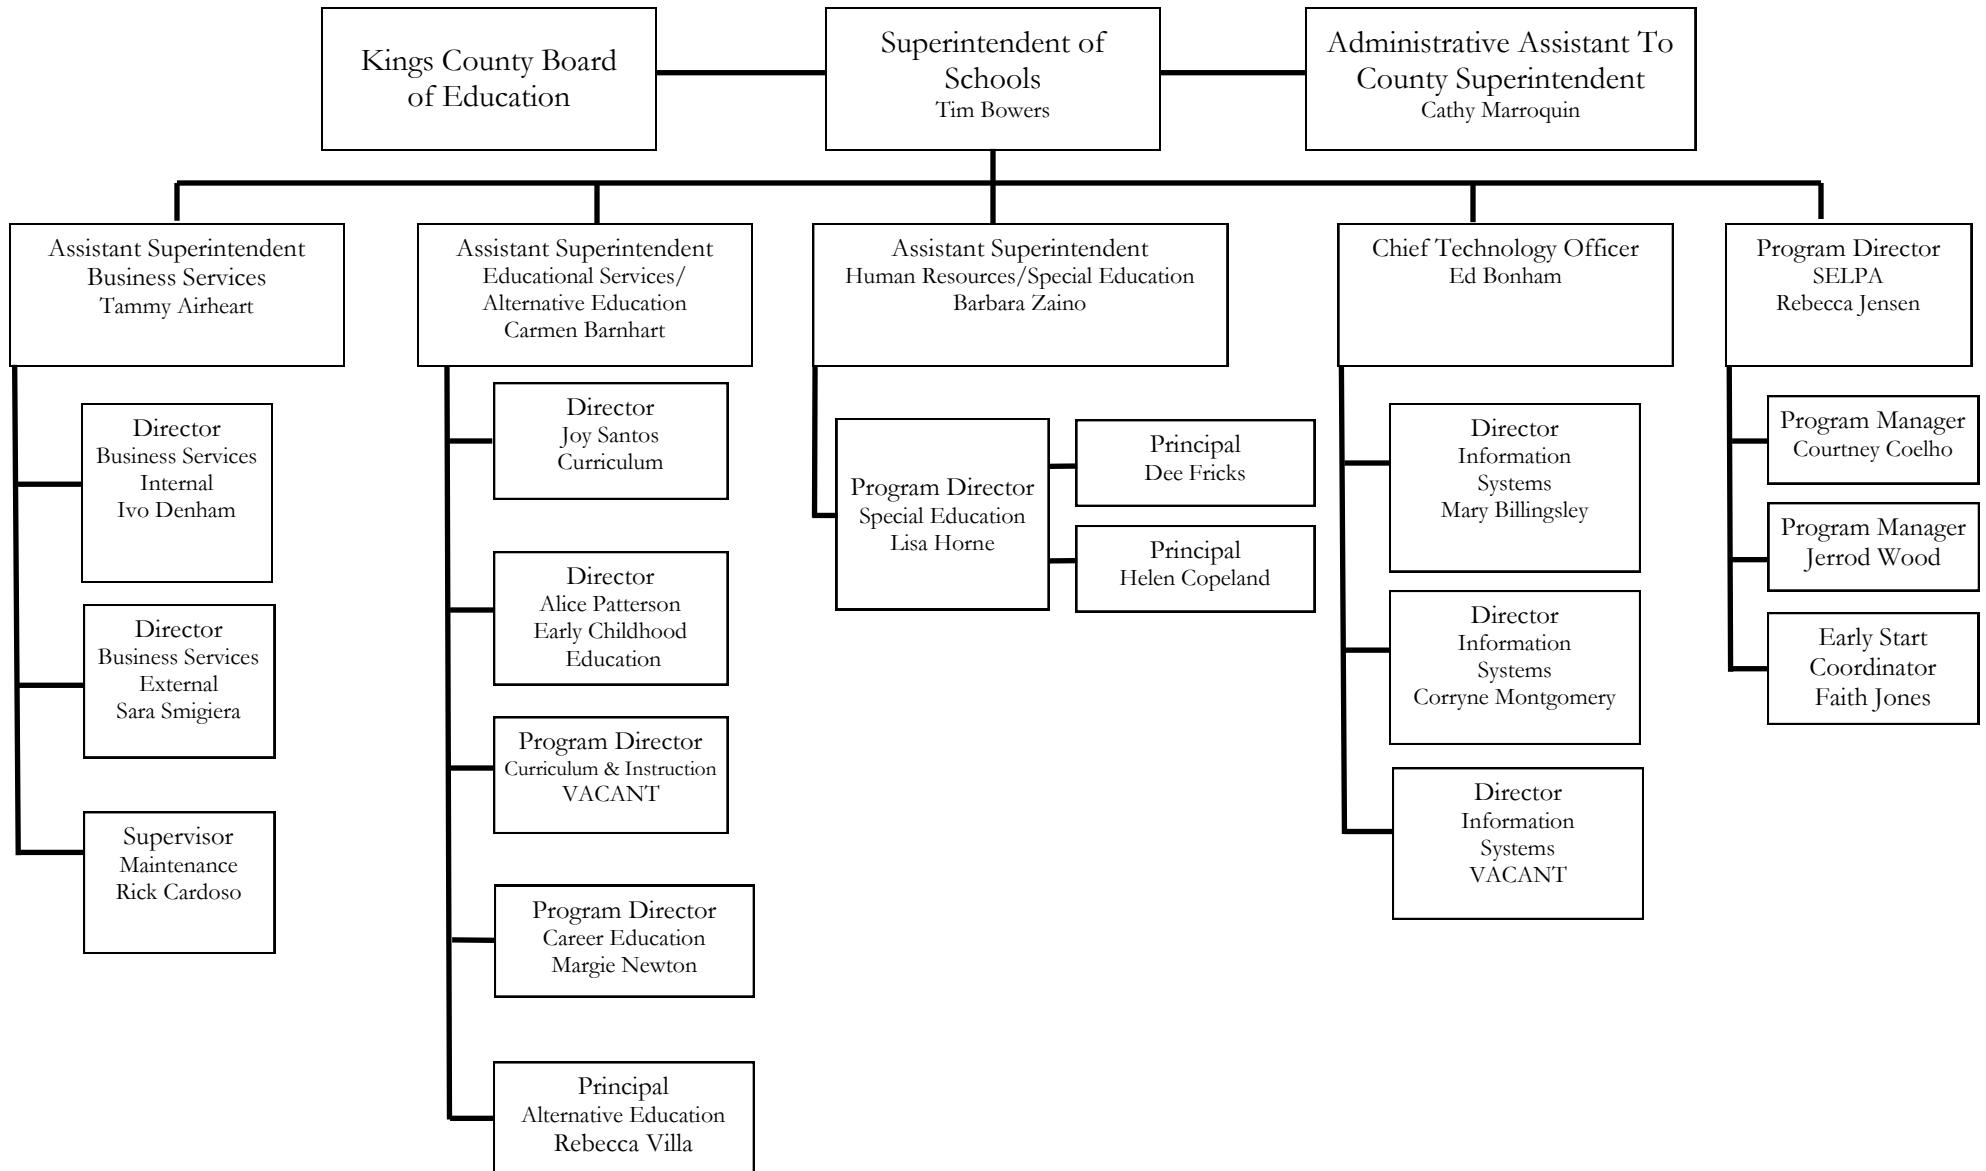 Kings County Board
of Education
Superintendent of
Schools
Tim Bowers
Administrative Assistant To
County Superintendent
Cathy Marroquin
Assistant Superintendent
Business Services
Tammy Airheart
Assistant Superintendent
Educational Services/
Alternative Education
Carmen Barnhart
Assistant Superintendent
Human Resources/Special Education
Barbara Zaino
Chief Technology Officer
Ed Bonham
Program Director
SELPA
Rebecca Jensen
Director
Business Services
Internal
Ivo Denham
Director
Business Services
External
Sara Smigiera
Supervisor
Maintenance
Rick Cardoso
Director
Joy Santos
Curriculum
Director
Alice Patterson
Early Childhood
Education
Program Director
Curriculum & Instruction
VACANT
Program Director
Career Education
Margie Newton
Principal
Alternative Education
Rebecca Villa
Program Director
Special Education
Lisa Horne
Principal
Dee Fricks
Principal
Helen Copeland
Director
Information
Systems
Mary Billingsley
Director
Information
Systems
Corryne Montgomery
Director
Information
Systems
VACANT
Program Manager
Courtney Coelho
Program Manager
Jerrod Wood
Early Start
Coordinator
Faith Jones